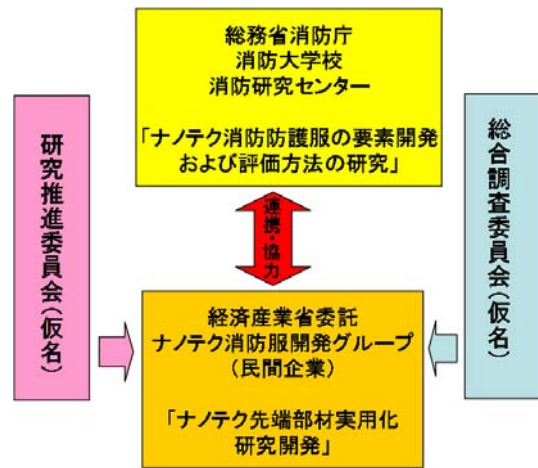 総務省消防庁
消防大学校
消防研究センター
「ナノテク消防防護服の要素開発
および評価方法の研究」
研究推進委員会(仮名)
総合調査委員会(仮名)
連携・協力
経済産業省委託
ナノテク消防服開発グループ
(民間企業)
「ナノテク先端部材実用化
研究開発」